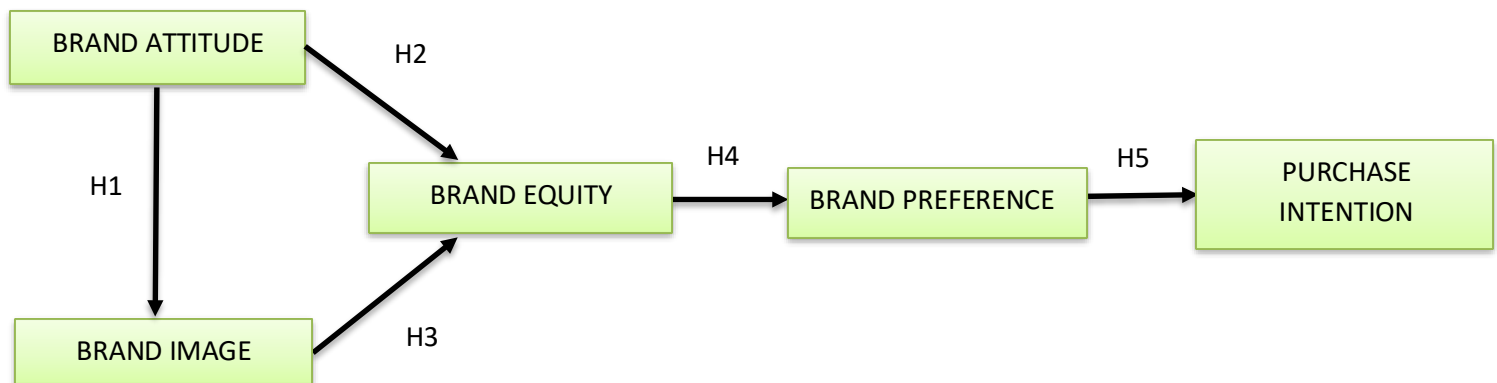 BRAND ATTITUDE
H2
H1
BRAND EQUITY
H4
BRAND PREFERENCE
H5
PURCHASE
INTENTION
BRAND IMAGE
H3